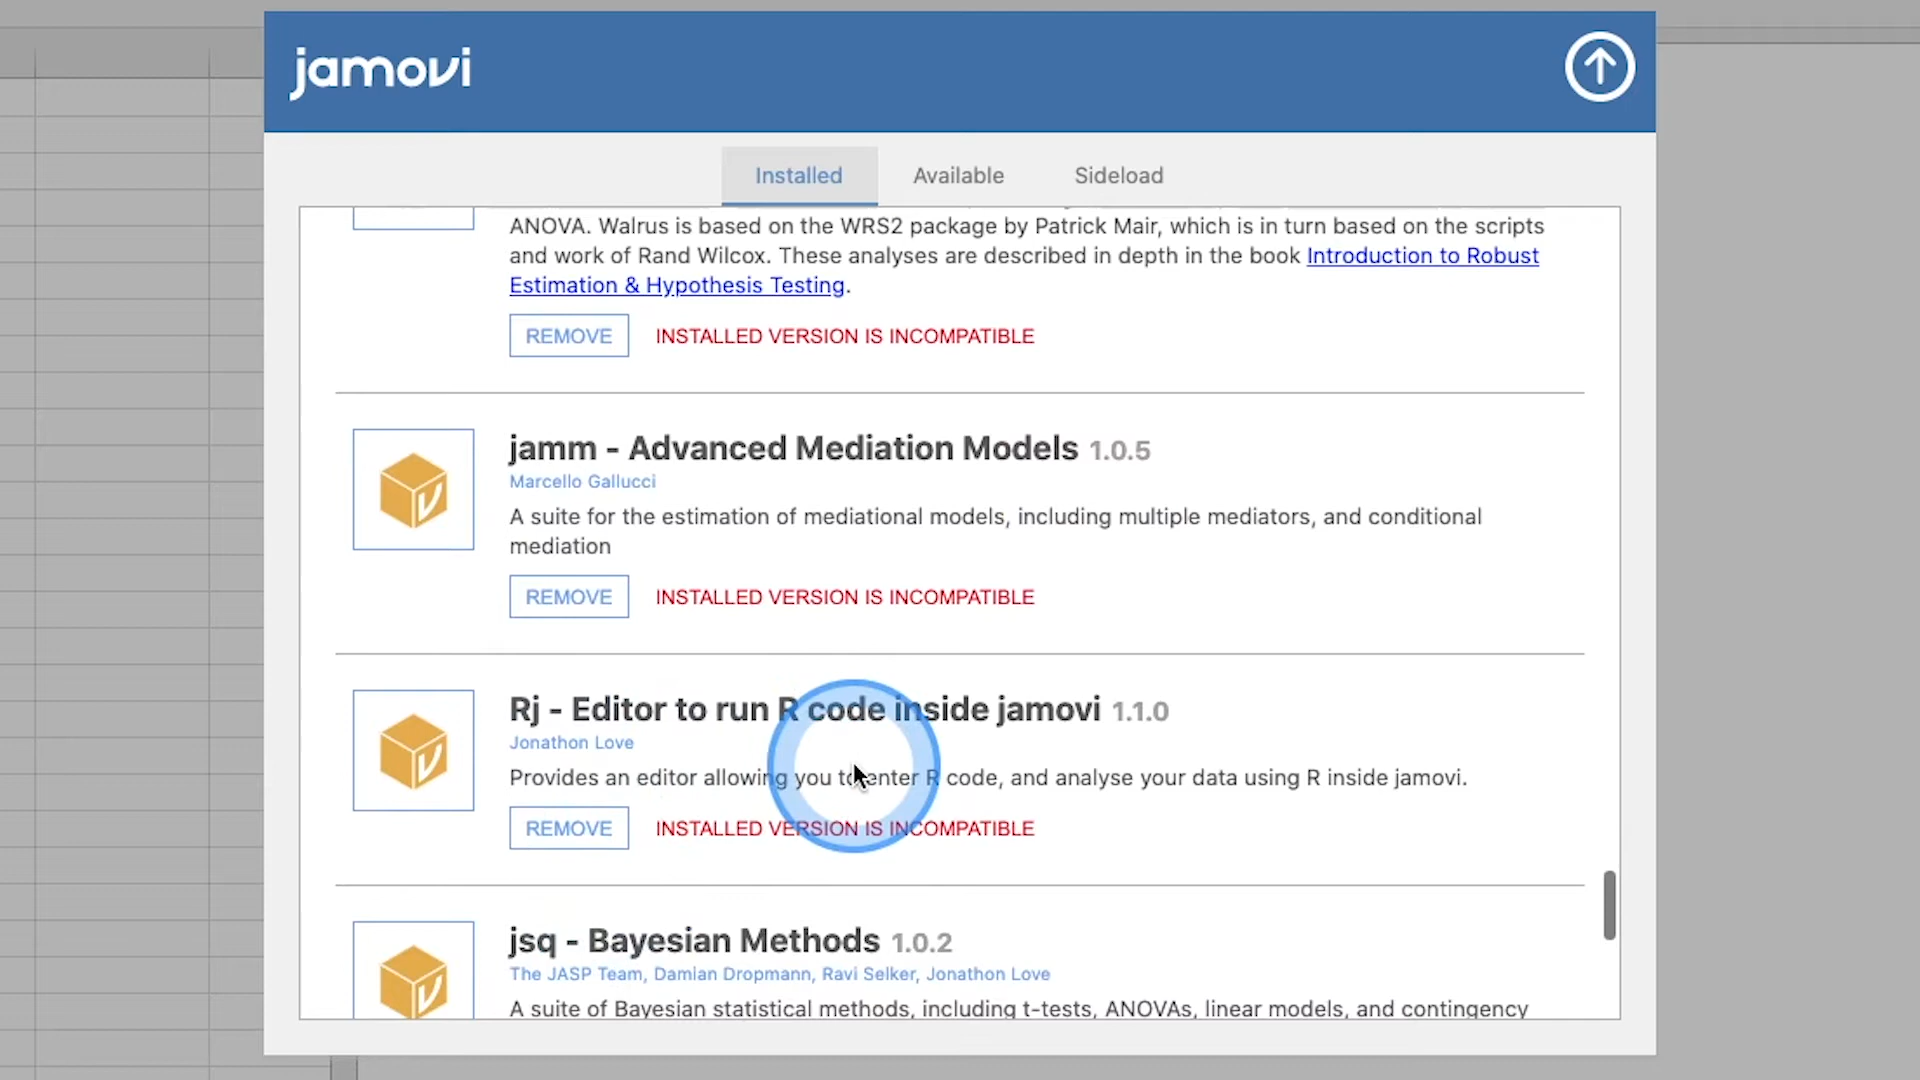 jamovi
Installed
Available
Sideload
ANOVA. Walrus is based on the WRS2 package by Patrick Mair, which is in turn based on the scripts
and work of Rand Wilcox. These analyses are described in depth in the book Introduction to Robust
Estimation & Hypothesis Testing.
REMOVE
INSTALLED VERSION IS INCOMPATIBLE
jamm - Advanced Mediation Models 1.0.5
Marcello Gallucci
A suite for the estimation of mediational models, including multiple mediators, and conditional
mediation
REMOVE
INSTALLED VERSION IS INCOMPATIBLE
Rj - Editor to run R code inside jamovi 1.1.0
Jonathon Love
Provides an editor allowing you to enter R code, and analyse your data using R inside jamovi.
REMOVE
INSTALLED VERSION IS INCOMPATIBLE
jsq - Bayesian Methods 1.0.2
The JASP Team, Damian Dropmann, Ravi Selker, Jonathon Love
A suite of Bayesian statistical methods, including t-tests, ANOVAs, linear models, and contingency